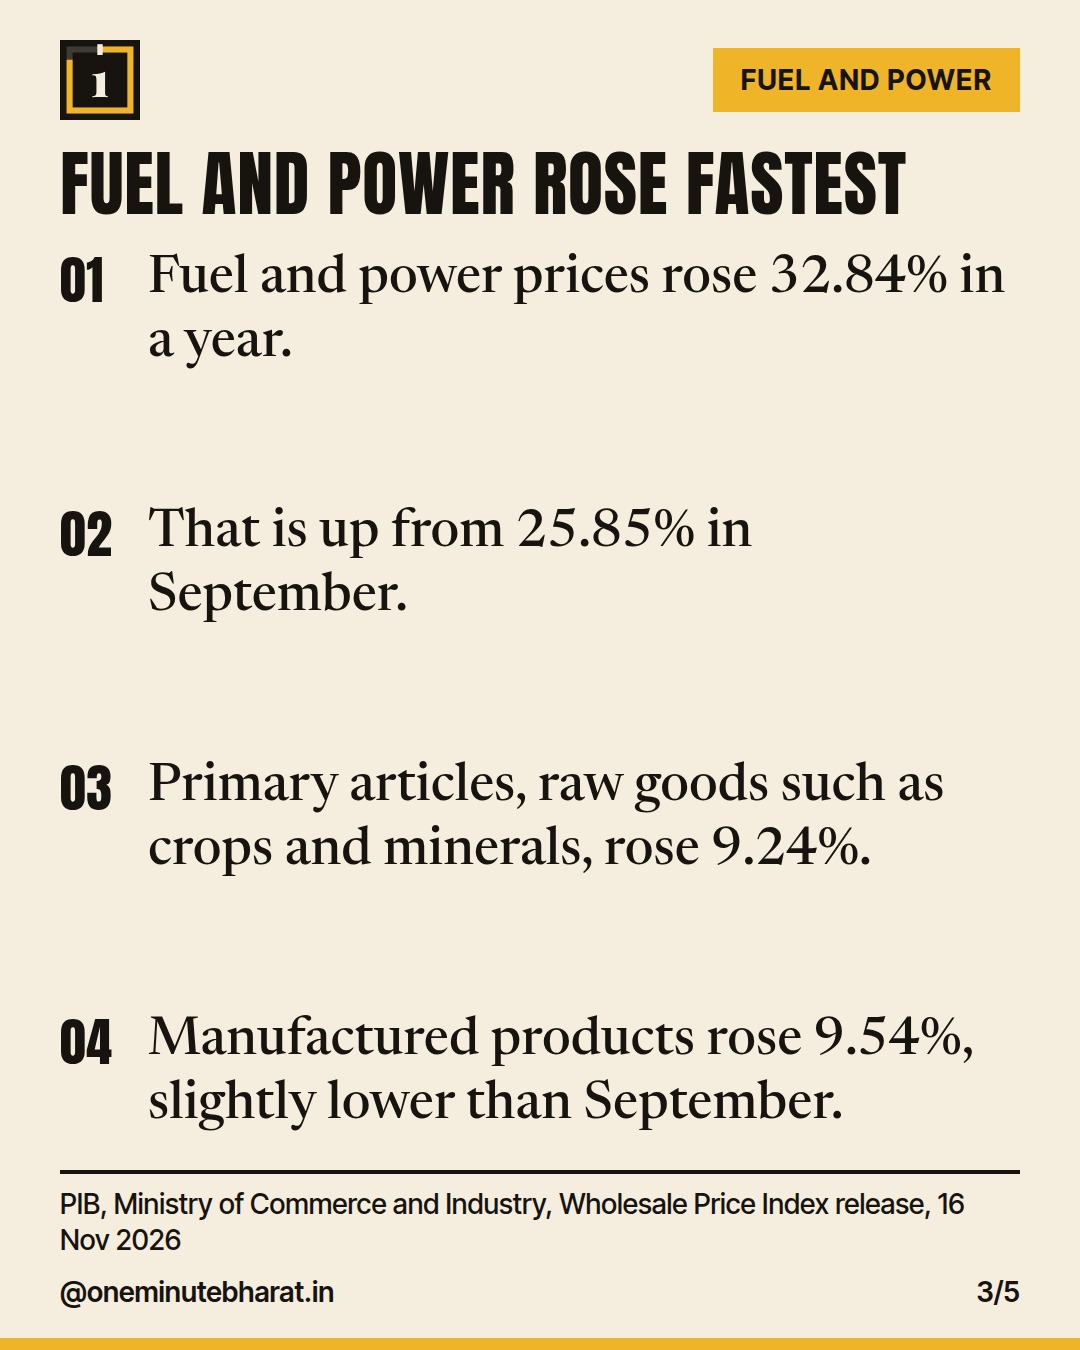 ı
FUEL AND POWER
FUEL AND POWER ROSE FASTEST
01 Fuel and power prices rose 32.84% in
a year.
02 That is up from 25.85% in
September.
03 Primary articles, raw goods such as
crops and minerals, rose 9.24%.
04 Manufactured products rose 9.54%,
slightly lower than September.
PIB, Ministry of Commerce and Industry, Wholesale Price Index release, 16
Nov 2026
@oneminutebharat.in 3/5